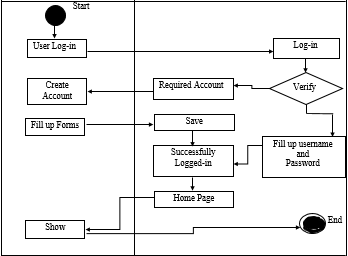 Start
User Log-in
Log-in
Create
Account
Required Account
Verify
Fill up Forms
Save
Successfully
Logged-in
Fill up username
and
Password
Home Page
Show
End